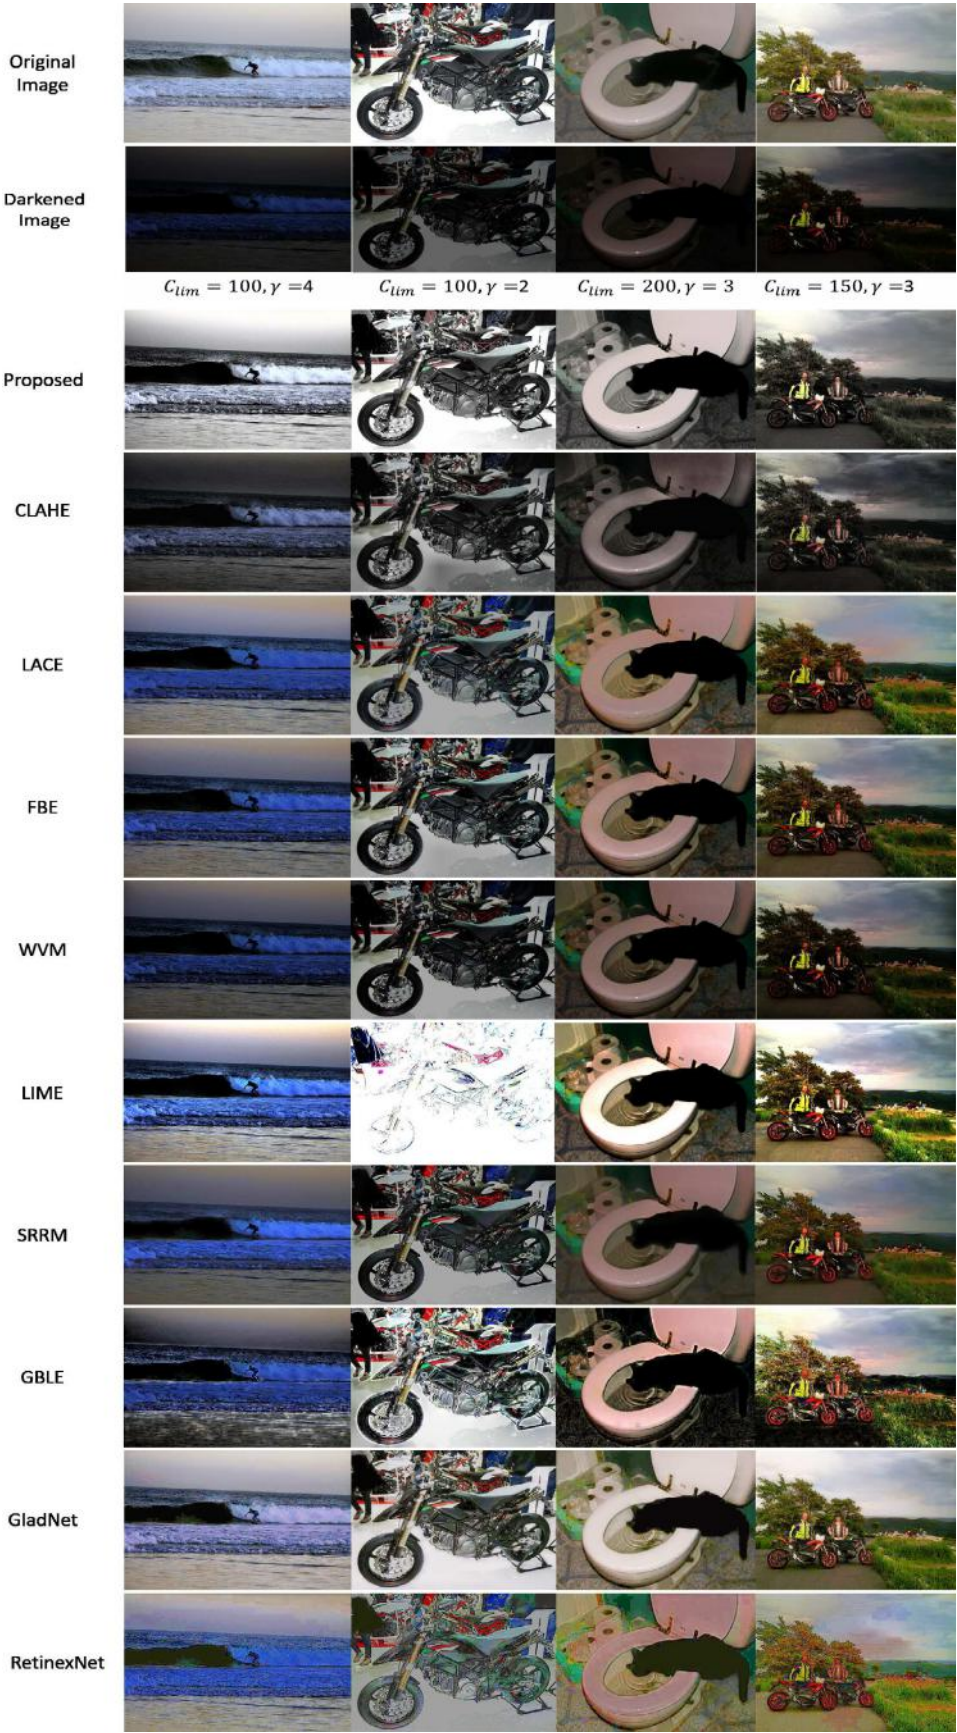 Original
Image
Darkened
Image
C_lim = 100, γ =4
C_lim = 100, γ =2
C_lim = 200, γ = 3
C_lim = 150, γ =3
Proposed
CLAHE
LACE
FBE
WVM
LIME
SRRM
GBLE
GladNet
RetinexNet